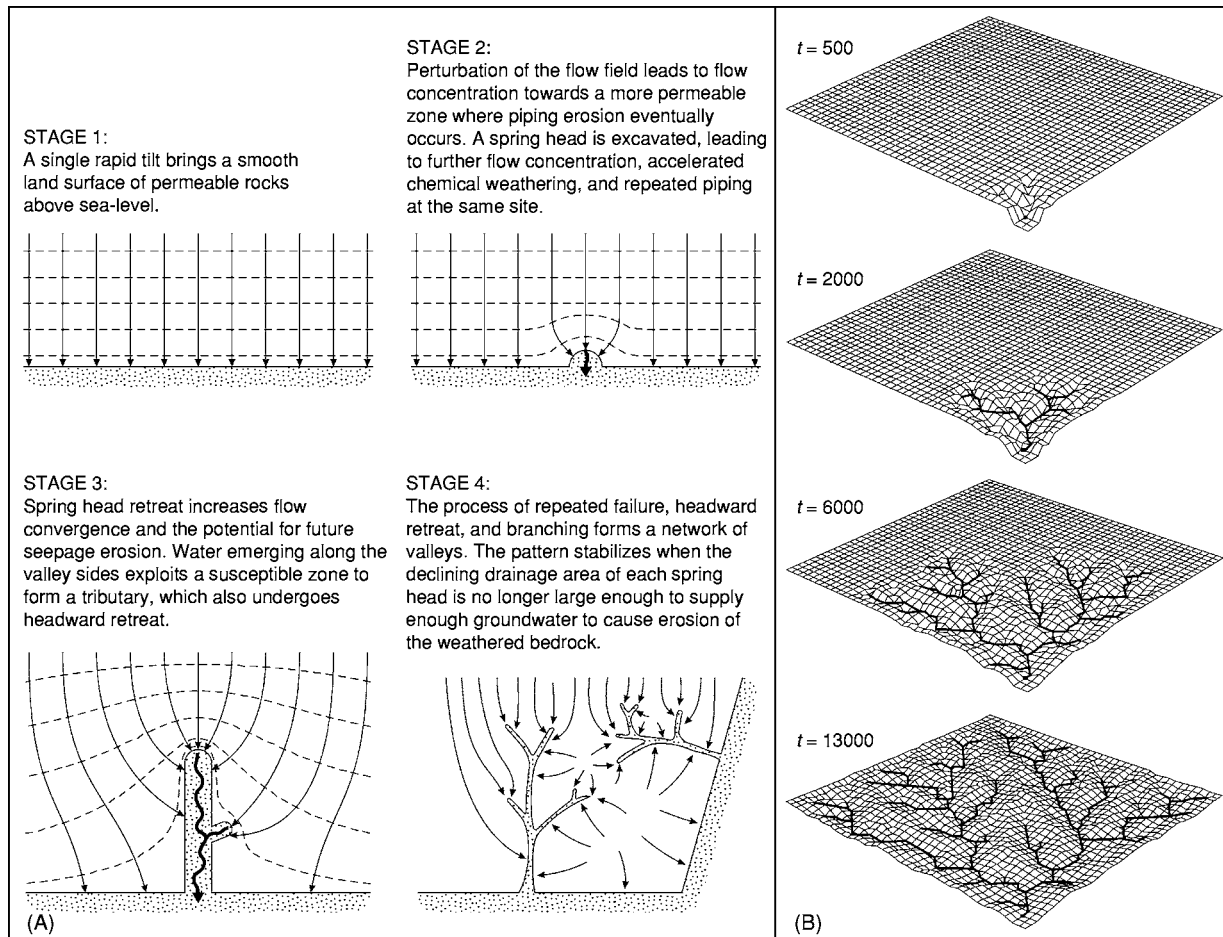 STAGE 1:
A single rapid tilt brings a smooth
land surface of permeable rocks
above sea-level.
STAGE 2:
Perturbation of the flow field leads to flow
concentration towards a more permeable
zone where piping erosion eventually
occurs. A spring head is excavated, leading
to further flow concentration, accelerated
chemical weathering, and repeated piping
at the same site.
STAGE 3:
Spring head retreat increases flow
convergence and the potential for future
seepage erosion. Water emerging along the
valley sides exploits a susceptible zone to
form a tributary, which also undergoes
headward retreat.
STAGE 4:
The process of repeated failure, headward
retreat, and branching forms a network of
valleys. The pattern stabilizes when the
declining drainage area of each spring
head is no longer large enough to supply
enough groundwater to cause erosion of
the weathered bedrock.
(A)
t = 500
t = 2000
t = 6000
t = 13000
(B)